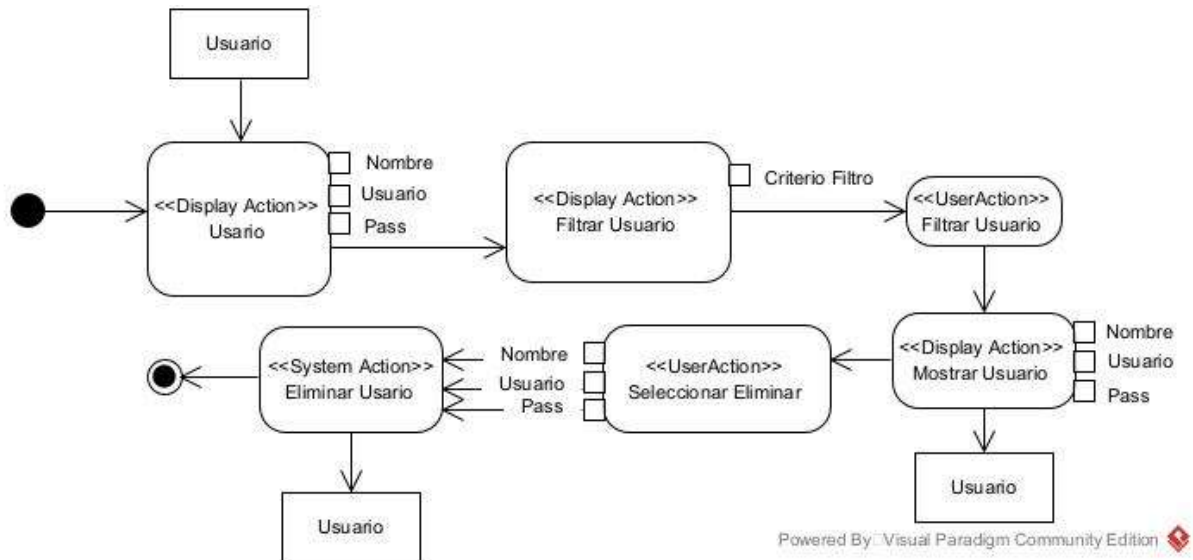 Usuario
<<Display Action>>
Usario
Nombre
Usuario
Pass
<<Display Action>>
Filtrar Usuario
Criterio Filtro
<<UserAction>>
Filtrar Usuario
<<Display Action>>
Mostrar Usuario
Nombre
Usuario
Pass
Usuario
<<UserAction>>
Seleccionar Eliminar
Nombre
Usuario
Pass
<<System Action>>
Eliminar Usario
Usuario
Powered By Visual Paradigm Community Edition